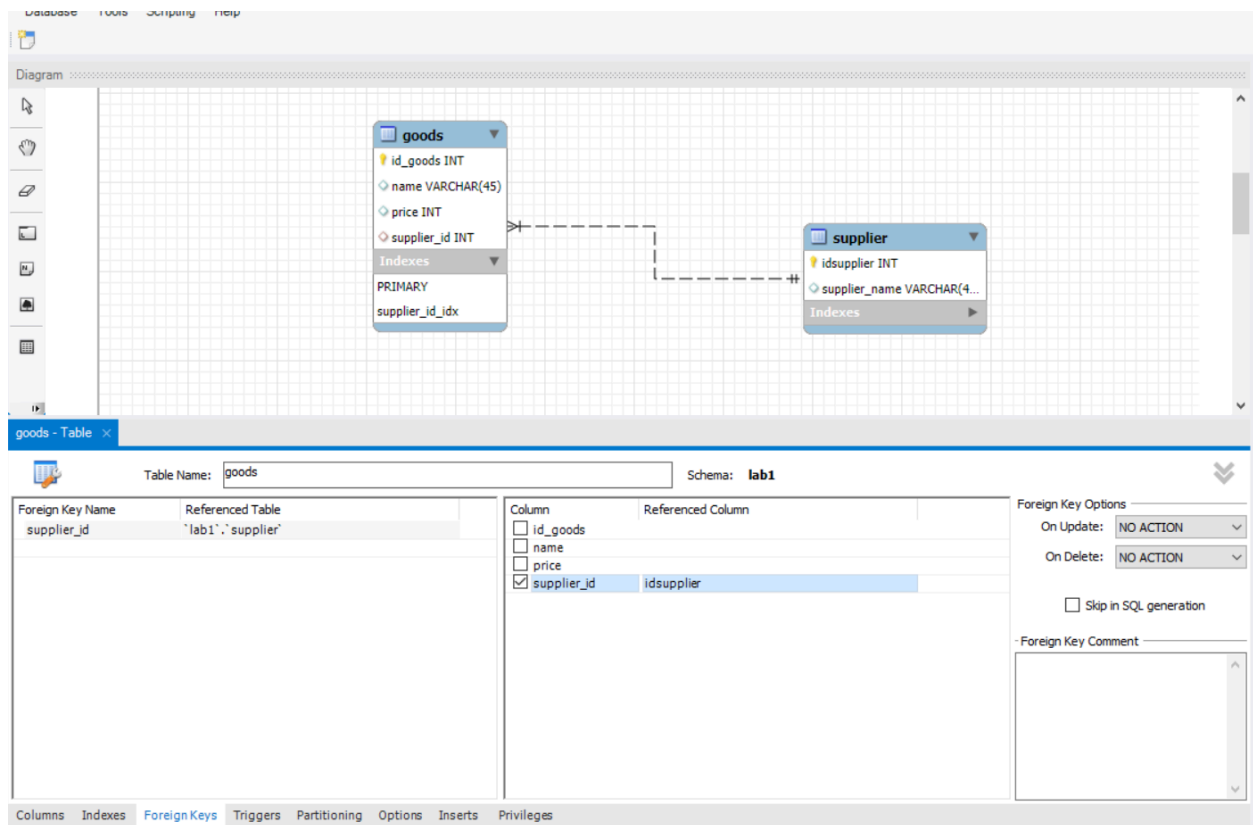 Database Tools Scripting Help
Diagram
goods
id_goods INT
name VARCHAR(45)
price INT
supplier_id INT
Indexes
PRIMARY
supplier_id_idx
supplier
idsupplier INT
supplier_name VARCHAR(4...
Indexes
goods - Table ×
Table Name: goods Schema: lab1
Foreign Key Name Referenced Table
supplier_id `lab1`.`supplier`
Column Referenced Column
id_goods
name
price
supplier_id idsupplier
Foreign Key Options
On Update: NO ACTION
On Delete: NO ACTION
Skip in SQL generation
Foreign Key Comment
Columns Indexes Foreign Keys Triggers Partitioning Options Inserts Privileges